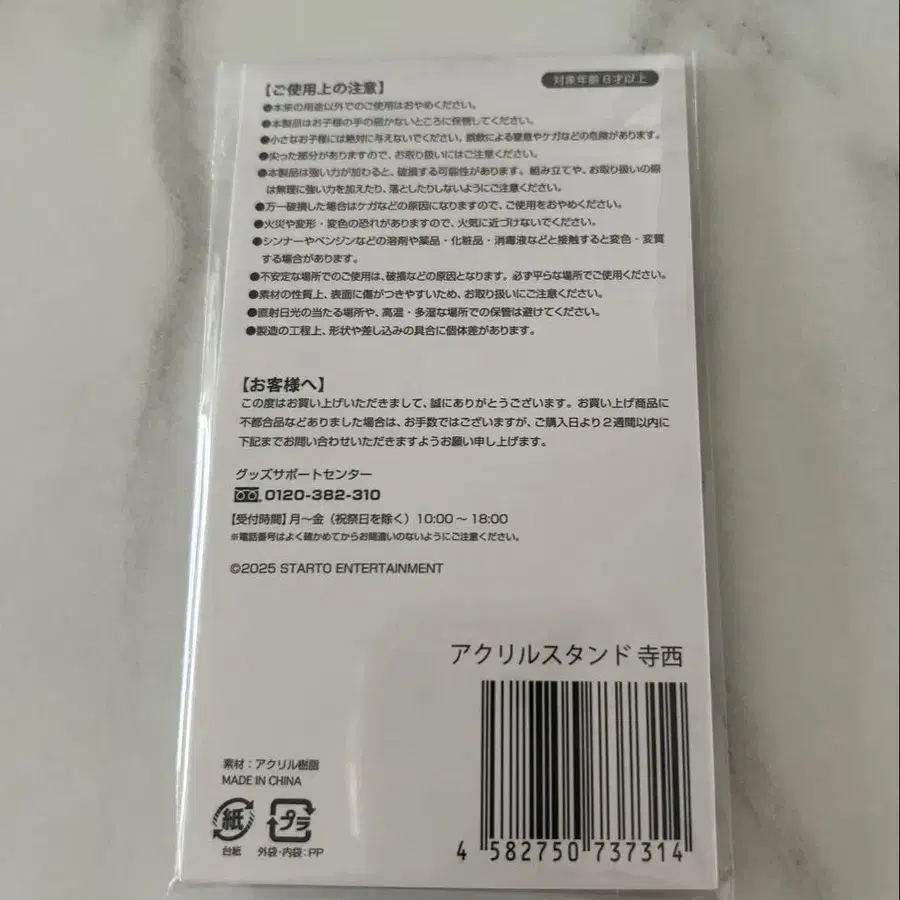 【ご使用上の注意】
対象年齢6才以上
●本来の用途以外でのご使用はおやめください。
●本製品はお子様の手の届かないところに保管してください。
●小さなお子様には絶対に与えないでください。誤飲による窒息やケガなどの危険があります。
●尖った部分がありますので、お取り扱いにはご注意ください。
●本製品は強い力が加わると、破損する可能性があります。組み立てや、お取り扱いの際
は無理に強い力を加えたり、落としたりしないようにご注意ください。
●万一破損した場合はケガなどの原因になりますので、ご使用をおやめください。
●火災や変形・変色の恐れがありますので、火気に近づけないでください。
●シンナーやベンジンなどの溶剤や薬品・化粧品・消毒液などと接触すると変色・変質
する場合があります。
●不安定な場所でのご使用は、破損などの原因となります。必ず平らな場所でご使用ください。
●素材の性質上、表面に傷がつきやすいため、お取り扱いにご注意ください。
●直射日光の当たる場所や、高温・多湿な場所での保管は避けてください。
●製造の工程上、形状や差し込みの具合に個体差があります。
【お客様へ】
この度はお買い上げいただきまして、誠にありがとうございます。お買い上げ商品に
不都合品などありました場合は、お手数ではございますが、ご購入日より2週間以内に
下記までお問い合わせいただきますようお願い申し上げます。
グッズサポートセンター
0120-382-310
【受付時間】月〜金（祝祭日を除く）10:00〜18:00
※電話番号はよく確かめてからお間違いのないようにご注意ください。
©2025 STARTO ENTERTAINMENT
アクリルスタンド 寺西
素材：アクリル樹脂
MADE IN CHINA
紙
プラ
台紙
外袋・内袋：PP
4 582750 737314